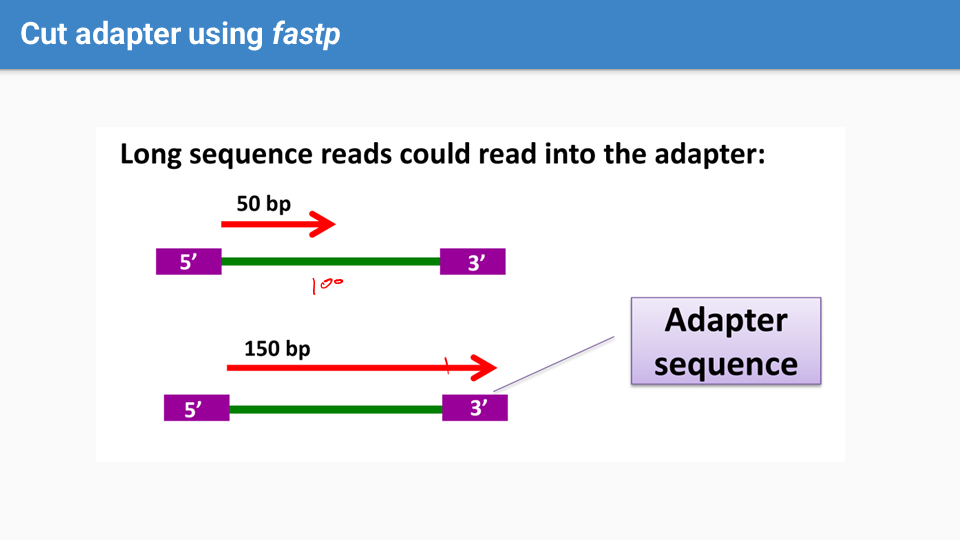 Cut adapter using fastp
Long sequence reads could read into the adapter:
50 bp
5’
3’
100
150 bp
5’
3’
Adapter
sequence